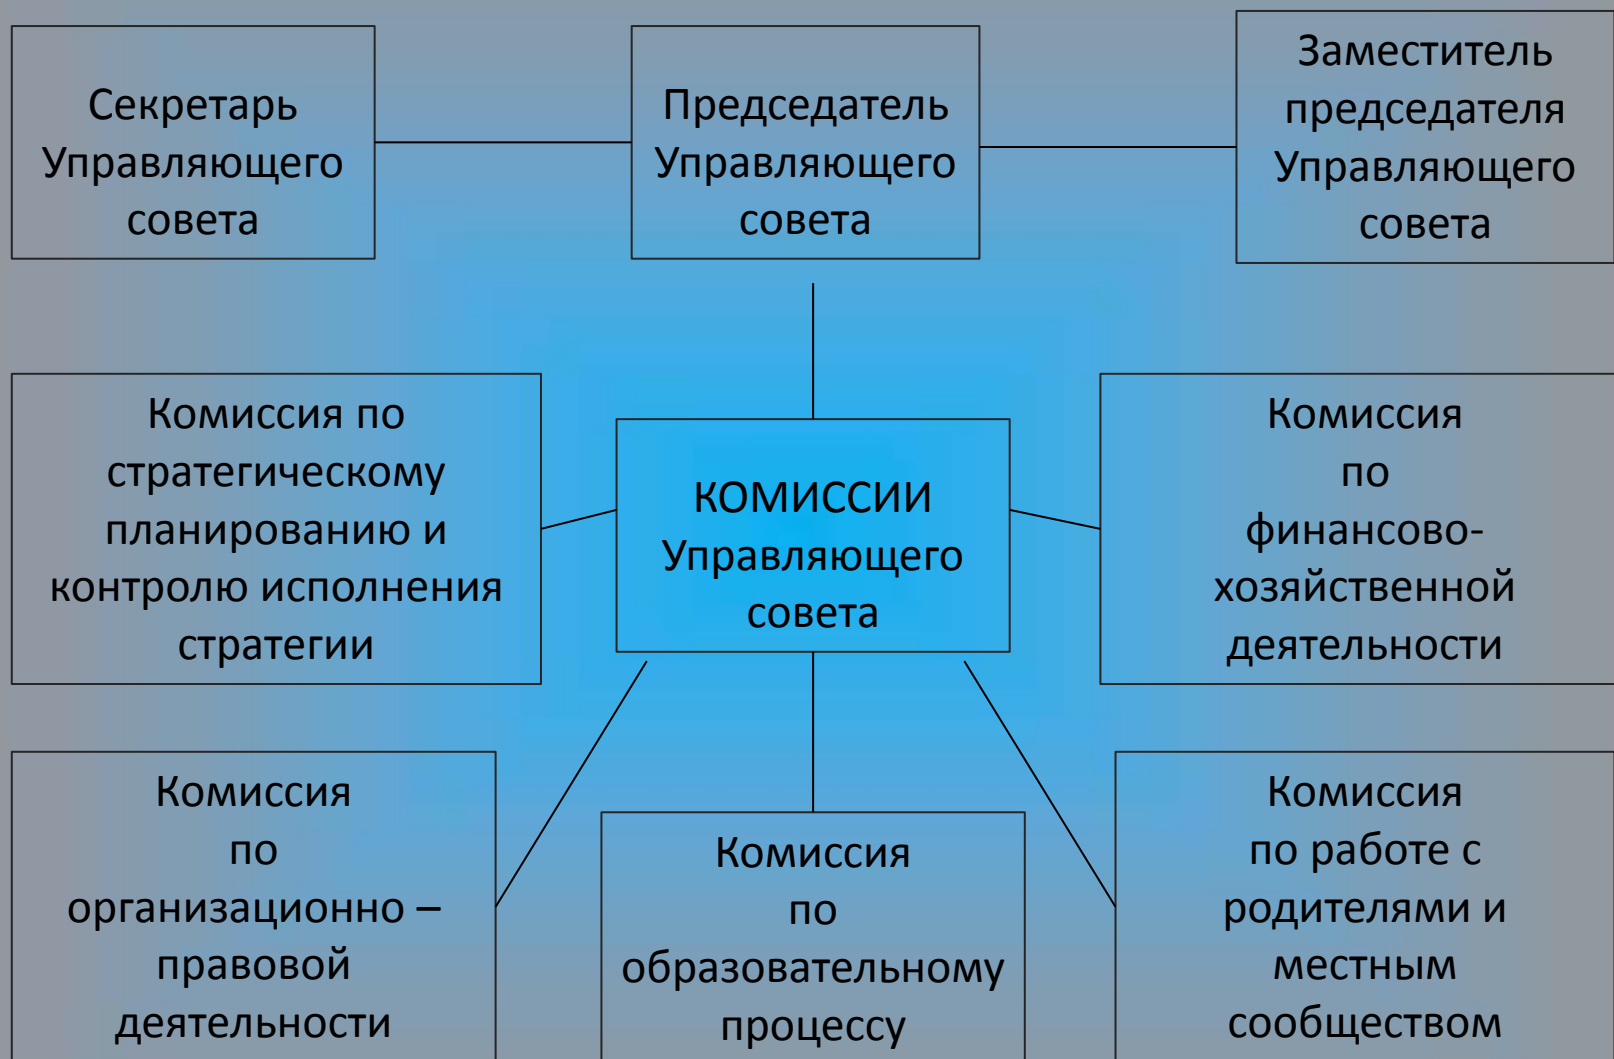 Секретарь
Управляющего
совета
Председатель
Управляющего
совета
Заместитель
председателя
Управляющего
совета
Комиссия по
стратегическому
планированию и
контролю исполнения
стратегии
КОМИССИИ
Управляющего
совета
Комиссия
по
финансово-
хозяйственной
деятельности
Комиссия
по
организационно –
правовой
деятельности
Комиссия
по
образовательному
процессу
Комиссия
по работе с
родителями и
местным
сообществом